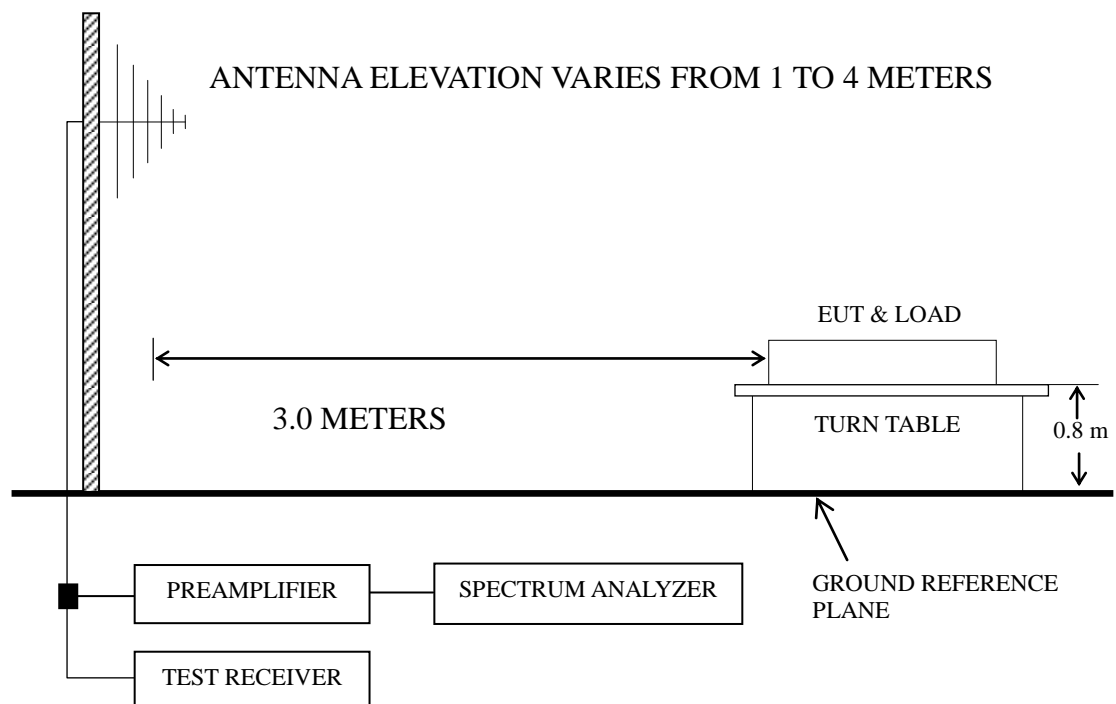 ANTENNA ELEVATION VARIES FROM 1 TO 4 METERS
EUT & LOAD
3.0 METERS
TURN TABLE
0.8 m
PREAMPLIFIER
SPECTRUM ANALYZER
GROUND REFERENCE
PLANE
TEST RECEIVER